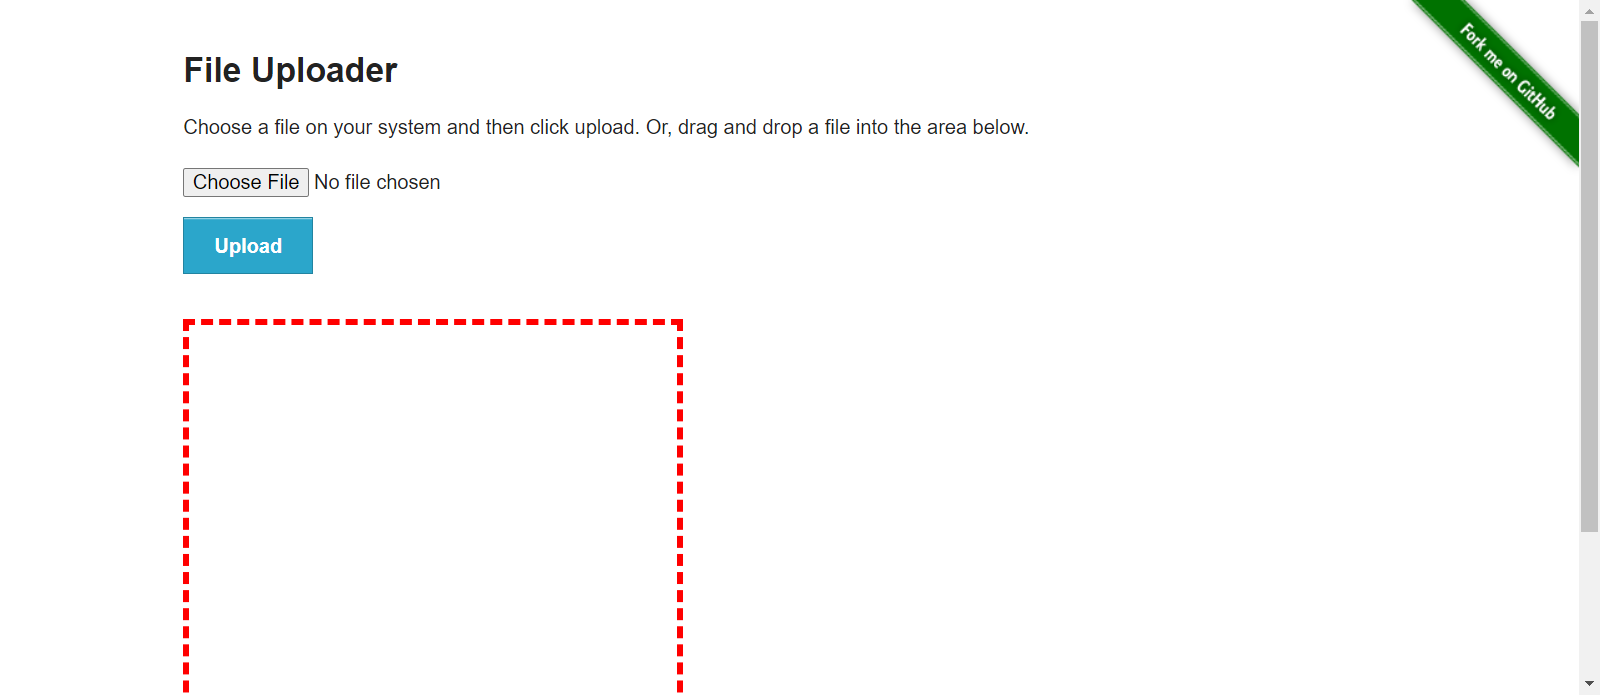 File Uploader
Fork me on GitHub
Choose a file on your system and then click upload. Or, drag and drop a file into the area below.
Choose File No file chosen
Upload